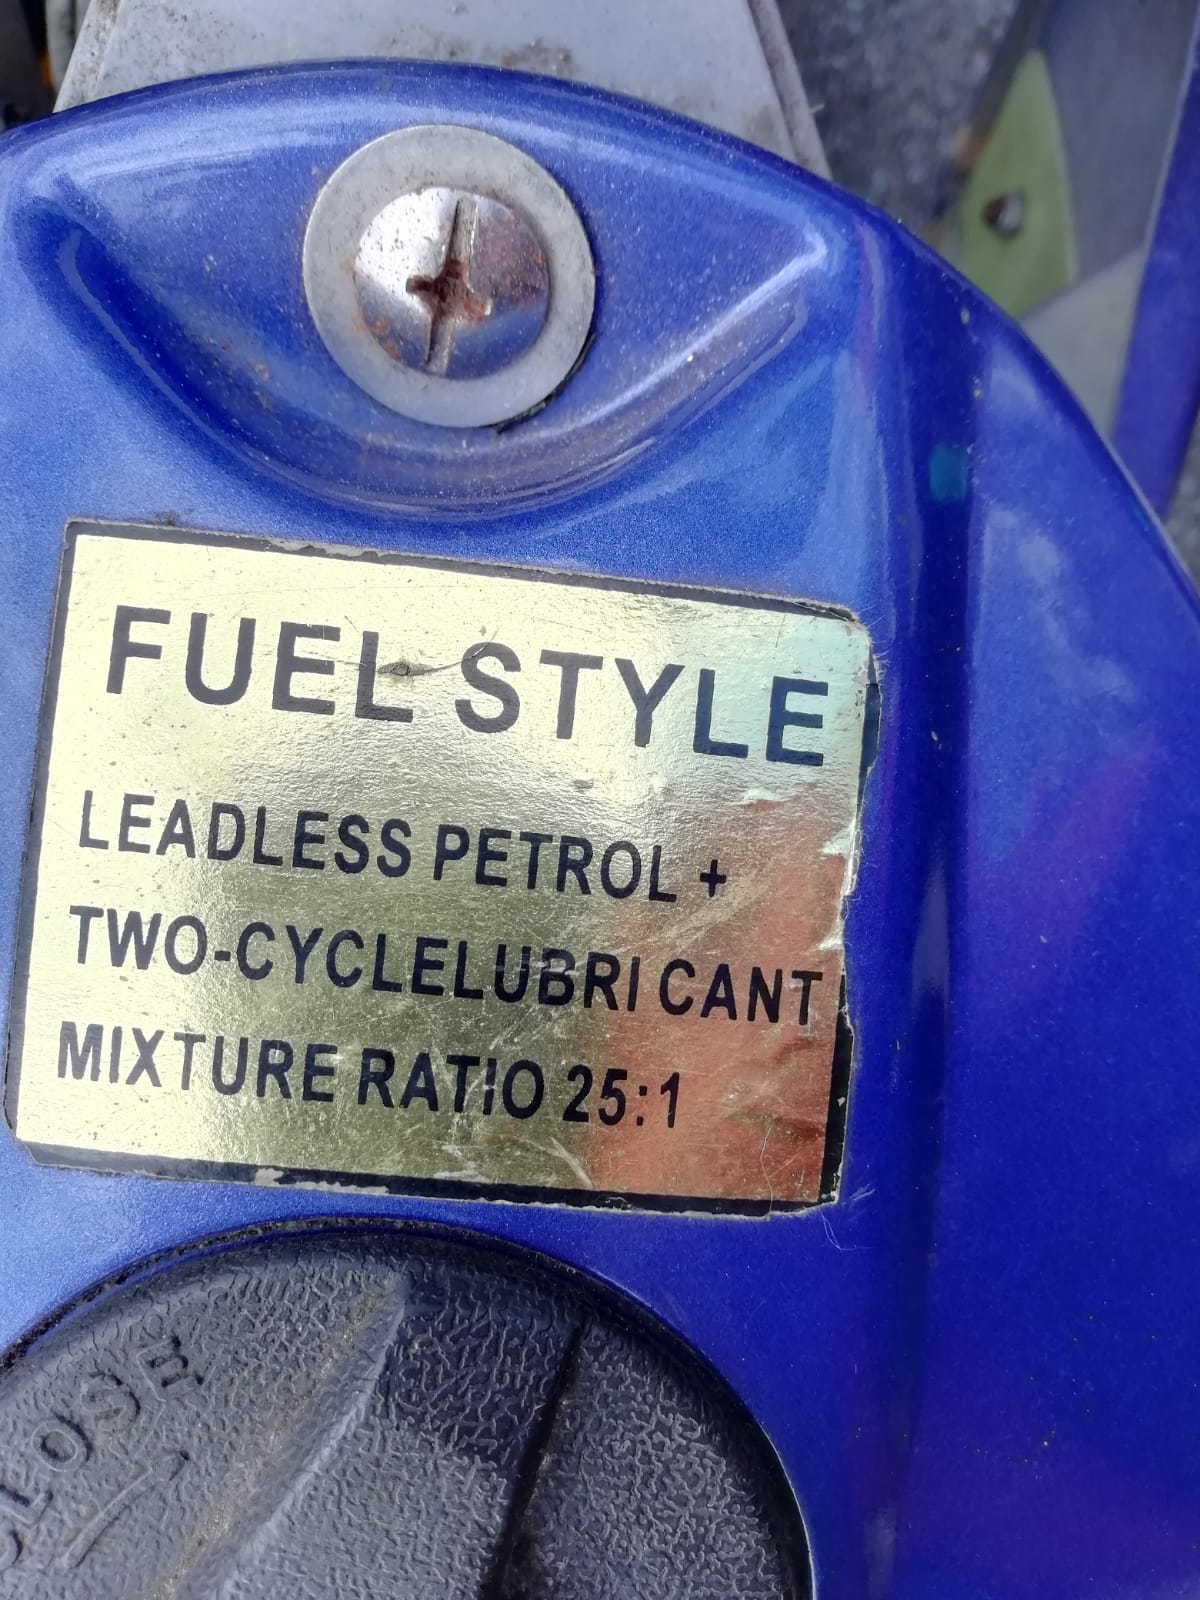 FUEL STYLE
LEADLESS PETROL +
TWO-CYCLELUBRI CANT
MIXTURE RATIO 25:1
CLOSE